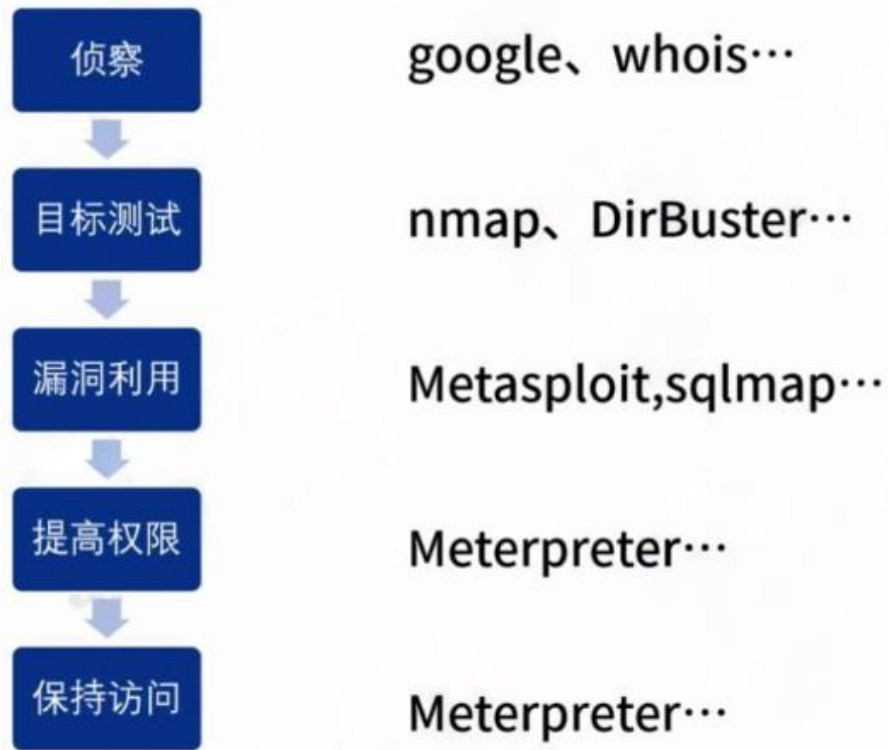 侦察
google、whois…
目标测试
nmap、DirBuster…
漏洞利用
Metasploit,sqlmap…
提高权限
Meterpreter…
保持访问
Meterpreter…